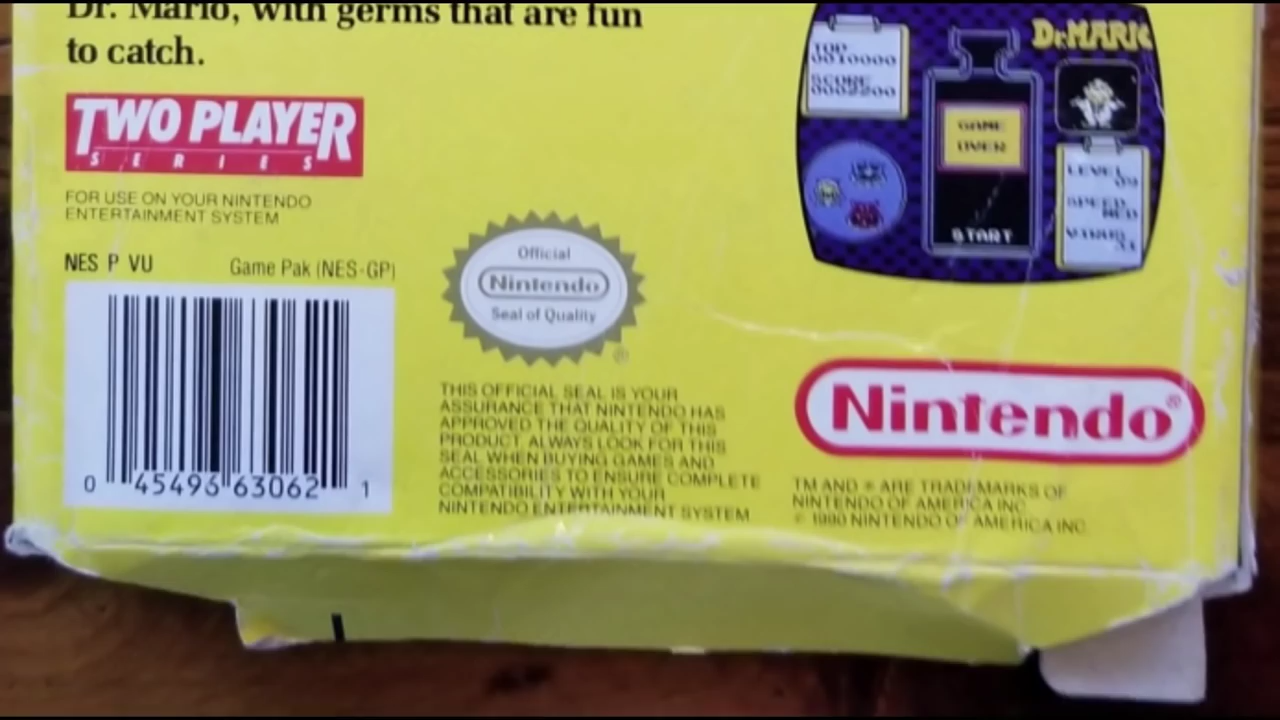 Dr. Mario, with germs that are fun
to catch.
TWO PLAYER
SERIES
FOR USE ON YOUR NINTENDO
ENTERTAINMENT SYSTEM
NES P VU
Game Pak (NES-GP)
0 45496 63062 1
Official
Nintendo
Seal of Quality
®
THIS OFFICIAL SEAL IS YOUR
ASSURANCE THAT NINTENDO HAS
APPROVED THE QUALITY OF THIS
PRODUCT. ALWAYS LOOK FOR THIS
SEAL WHEN BUYING GAMES AND
ACCESSORIES TO ENSURE COMPLETE
COMPATIBILITY WITH YOUR
NINTENDO ENTERTAINMENT SYSTEM
Dr. MARIO
TOP
0010000
SCORE
0002200
GAME
OVER
START
LEVEL
09
SPEED
MED
VIRUS
Nintendo®
TM AND ® ARE TRADEMARKS OF
NINTENDO OF AMERICA INC
© 1990 NINTENDO OF AMERICA INC